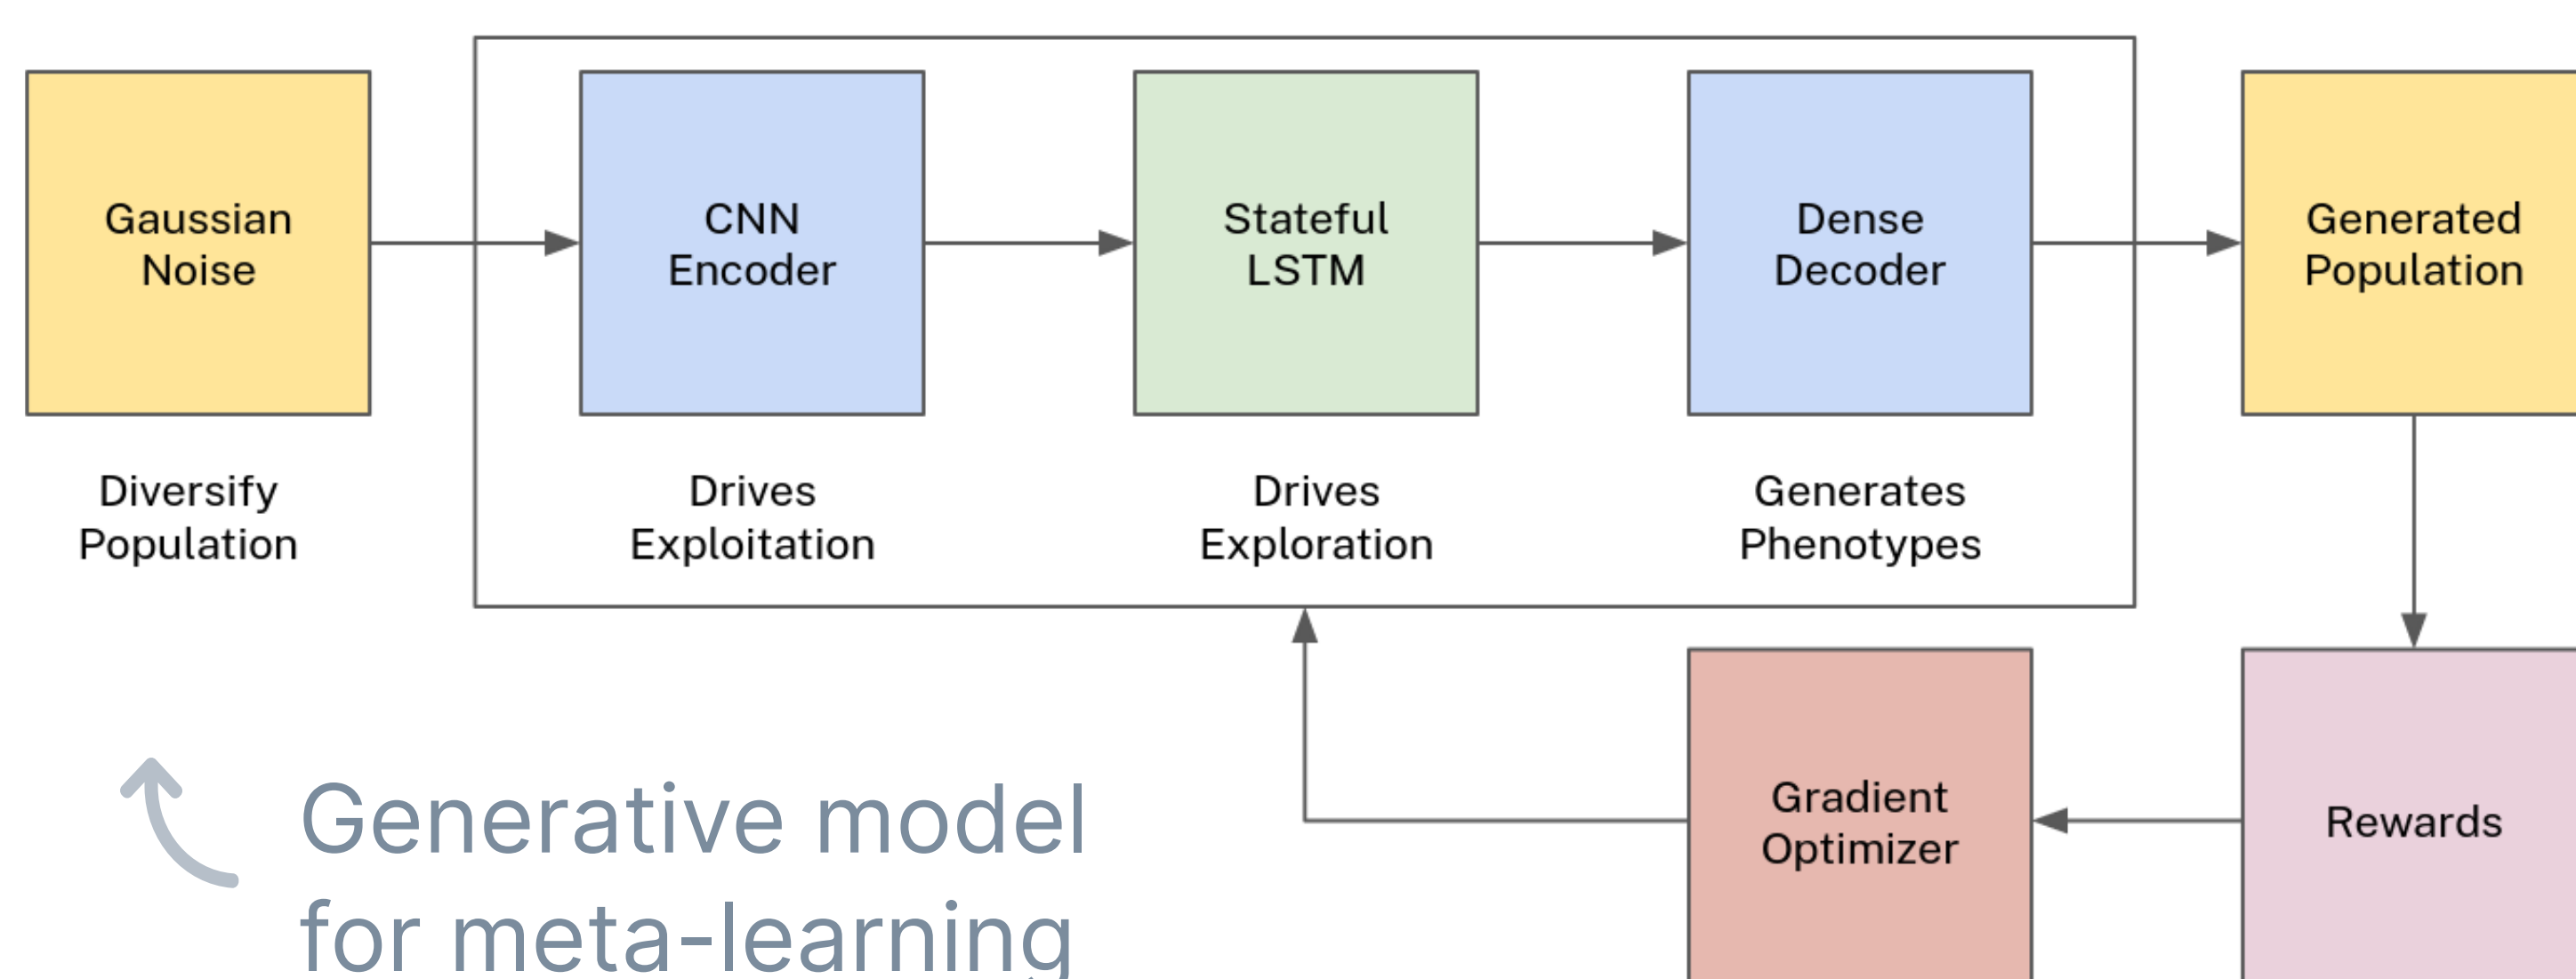 Gaussian
Noise
CNN
Encoder
Stateful
LSTM
Dense
Decoder
Generated
Population
Diversify
Population
Drives
Exploitation
Drives
Exploration
Generates
Phenotypes
Gradient
Optimizer
Rewards
Generative model
for meta-learning